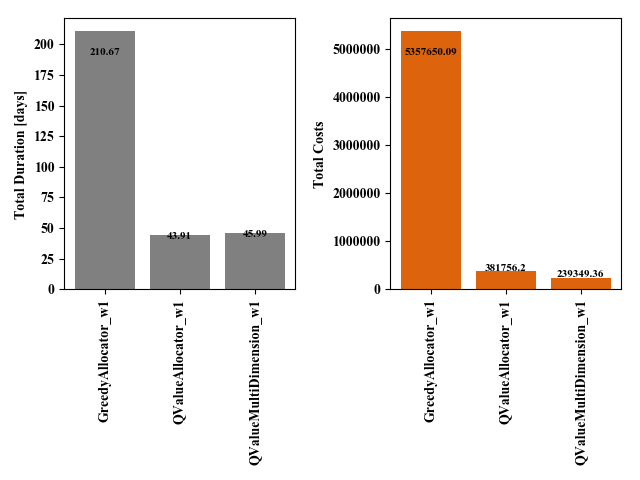 Total Duration [days]
200
175
150
125
100
75
50
25
0
210.67
43.91
45.99
GreedyAllocator_w1
QValueAllocator_w1
QValueMultiDimension_w1
Total Costs
5000000
4000000
3000000
2000000
1000000
0
5357650.09
381756.2
239349.36
GreedyAllocator_w1
QValueAllocator_w1
QValueMultiDimension_w1